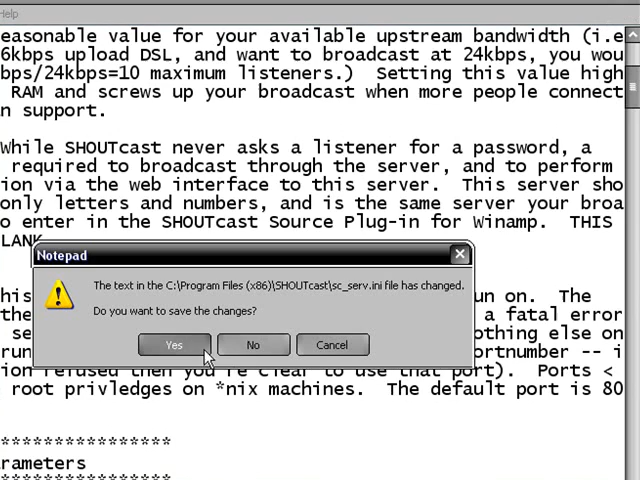 Help
easonable value for your available upstream bandwidth (i.e
6kbps upload DSL, and want to broadcast at 24kbps, you wou
bps/24kbps=10 maximum listeners.)  Setting this value high
RAM and screws up your broadcast when more people connect
n support.
While SHOUTcast never asks a listener for a password, a
required to broadcast through the server, and to perform
ion via the web interface to this server.  This server sho
only letters and numbers, and is the same server your broa
o enter in the SHOUTcast Source Plug-in for Winamp.  THIS
LANK
Notepad
The text in the C:\Program Files (x86)\SHOUTcast\sc_serv.ini file has changed.
Do you want to save the changes?
Yes
No
Cancel
his
un on.  The
the
a fatal error
se
othing else on
run
ortnumber -- i
ion refused then you're clear to use that port).  Ports <
root privledges on *nix machines.  The default port is 80
****************
rameters
****************